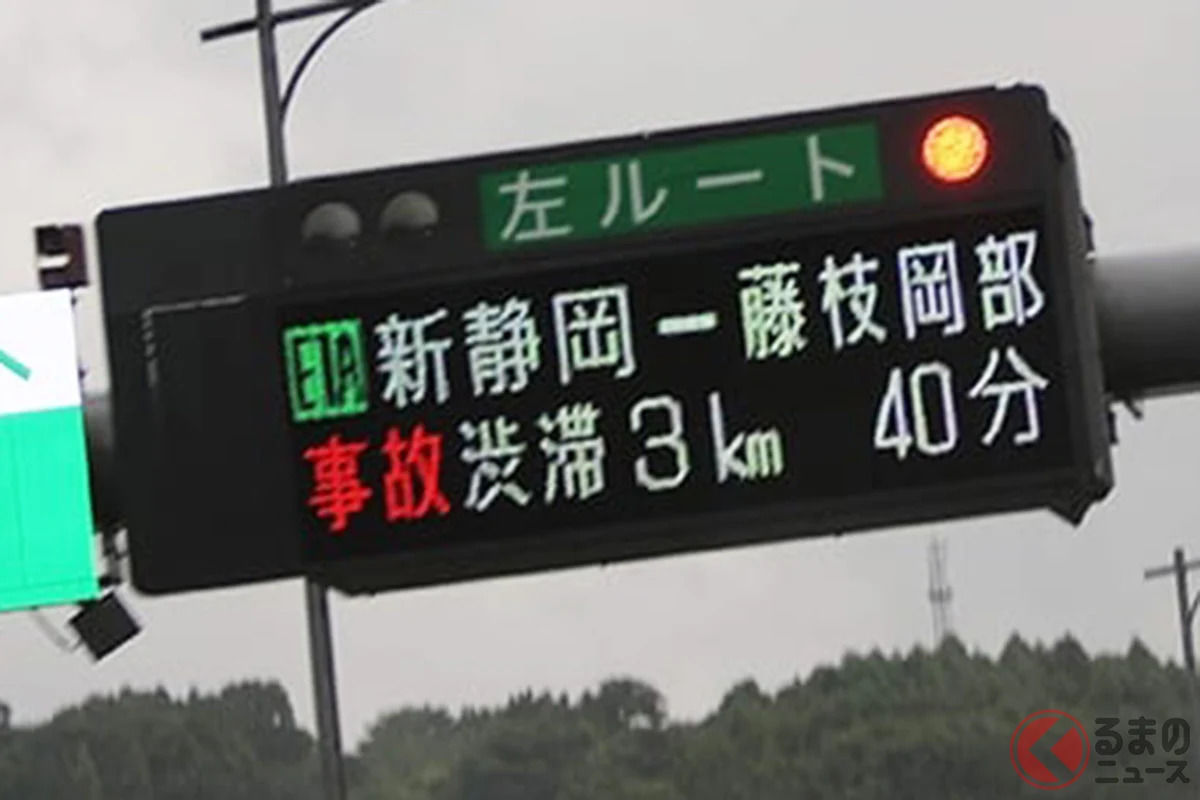 左ルート
E1A 新静岡ー藤枝岡部
事故渋滞3km 40分
くるまの
ニュース